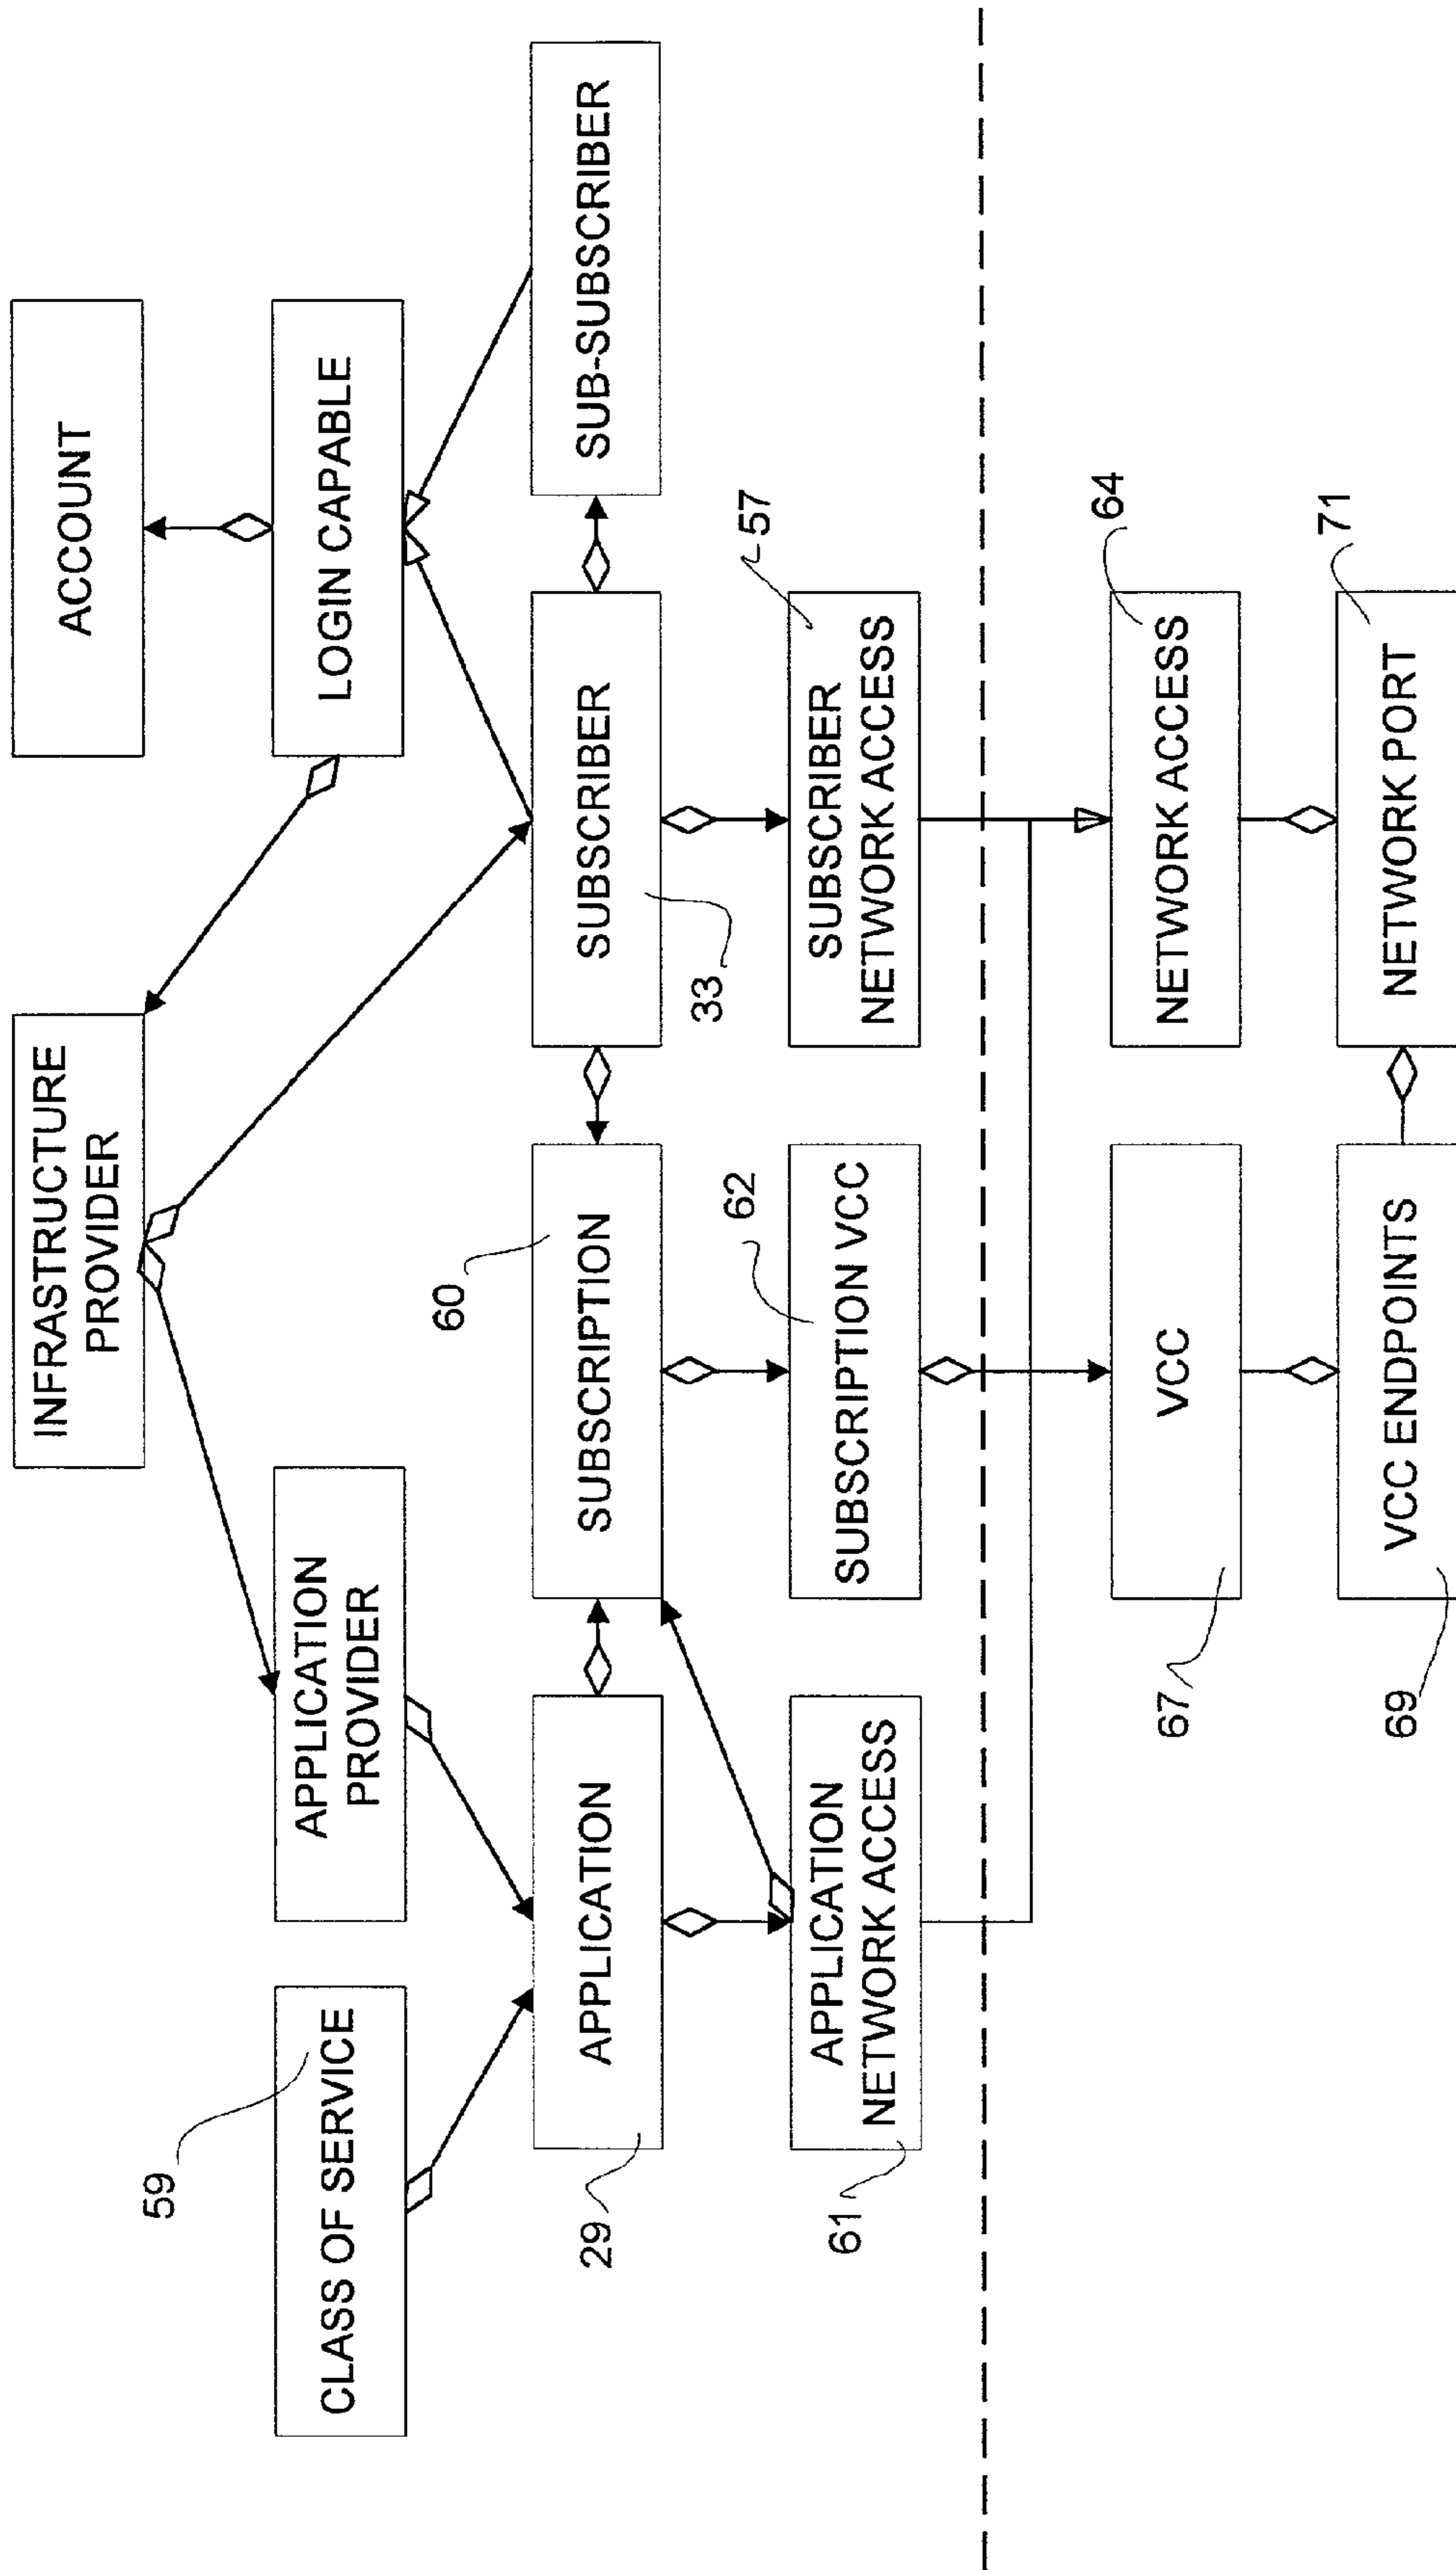 INFRASTRUCTURE
PROVIDER
ACCOUNT
59
CLASS OF SERVICE
APPLICATION
PROVIDER
LOGIN CAPABLE
60
29
APPLICATION
SUBSCRIPTION
SUBSCRIBER
SUB-SUBSCRIBER
33
62
57
61
APPLICATION
NETWORK ACCESS
SUBSCRIPTION VCC
SUBSCRIBER
NETWORK ACCESS
64
67
VCC
NETWORK ACCESS
71
69
VCC ENDPOINTS
NETWORK PORT